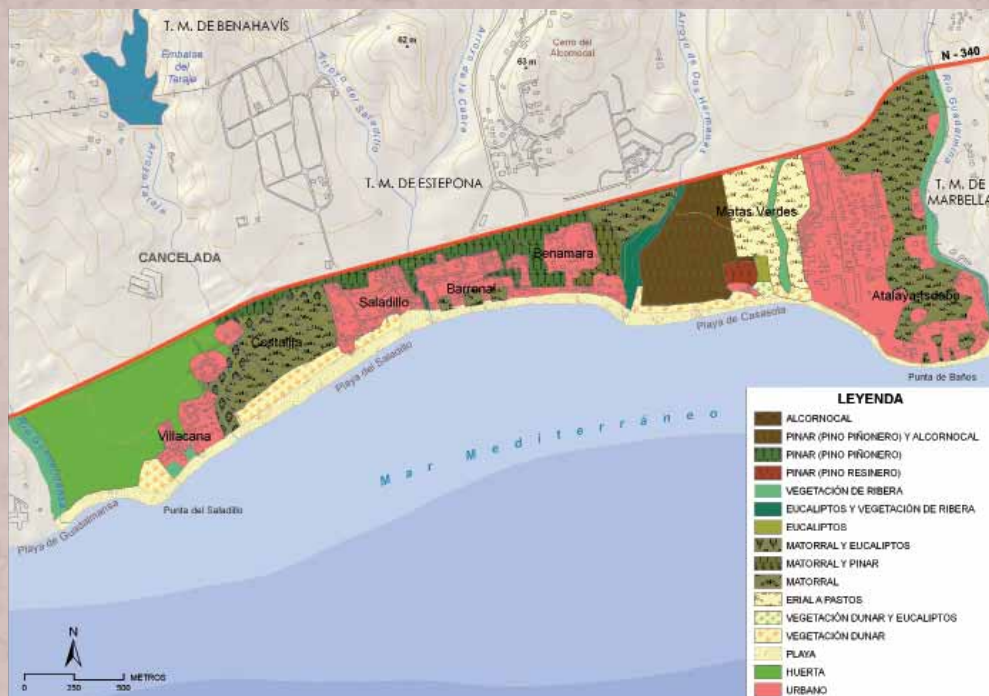 T. M. DE BENAHAVÍS
Embalse
del
Taraje
62 m
Cerro del
Alcornocal
63 m
N - 340
Arroyo del Saladillo
Arroyo de la Cabra
Arroyo de Dos Hermanas
Río Guadalmina
Arroyo Taraje
T. M. DE ESTEPONA
T. M. DE
MARBELLA
CANCELADA
Matas Verdes
Benamara
Barronal
Saladillo
Costalita
Villacana
Atalaya-Isdabe
Playa de Casasola
Playa del Saladillo
Punta de Baños
Punta del Saladillo
Playa de Guadalmansa
Mar Mediterráneo
N
0 250 500 METROS
LEYENDA
ALCORNOCAL
PINAR (PINO PIÑONERO) Y ALCORNOCAL
PINAR (PINO PIÑONERO)
PINAR (PINO RESINERO)
VEGETACIÓN DE RIBERA
EUCALIPTOS Y VEGETACIÓN DE RIBERA
EUCALIPTOS
MATORRAL Y EUCALIPTOS
MATORRAL Y PINAR
MATORRAL
ERIAL A PASTOS
VEGETACIÓN DUNAR Y EUCALIPTOS
VEGETACIÓN DUNAR
PLAYA
HUERTA
URBANO